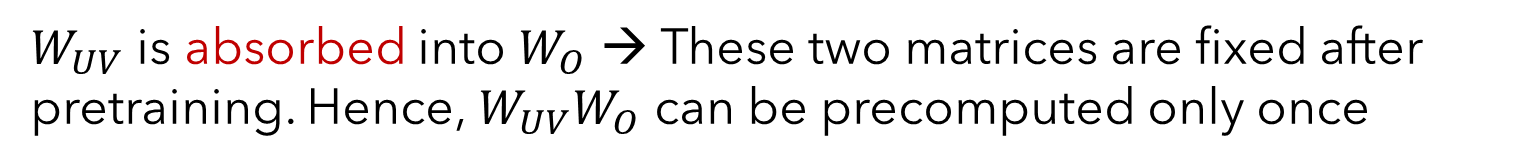 W_UV is absorbed into W_O → These two matrices are fixed after
pretraining. Hence, W_UV W_O can be precomputed only once